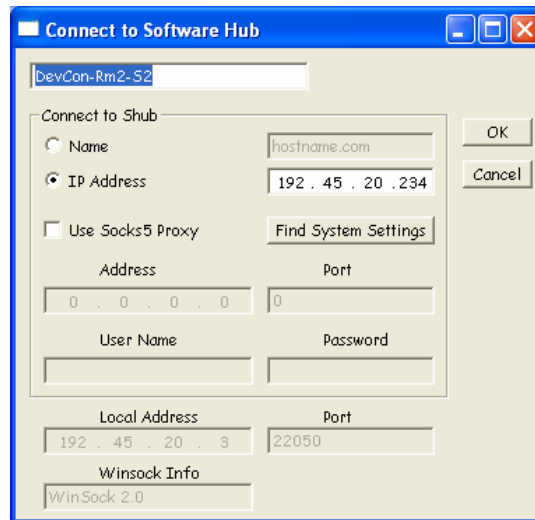 Connect to Software Hub
DevCon-Rm2-S2
Connect to Shub
Name hostname.com
OK
IP Address 192 . 45 . 20 .234
Cancel
Use Socks5 Proxy Find System Settings
Address Port
0 . 0 . 0 . 0 0
User Name Password
Local Address Port
192 . 45 . 20 . 3 22050
Winsock Info
WinSock 2.0